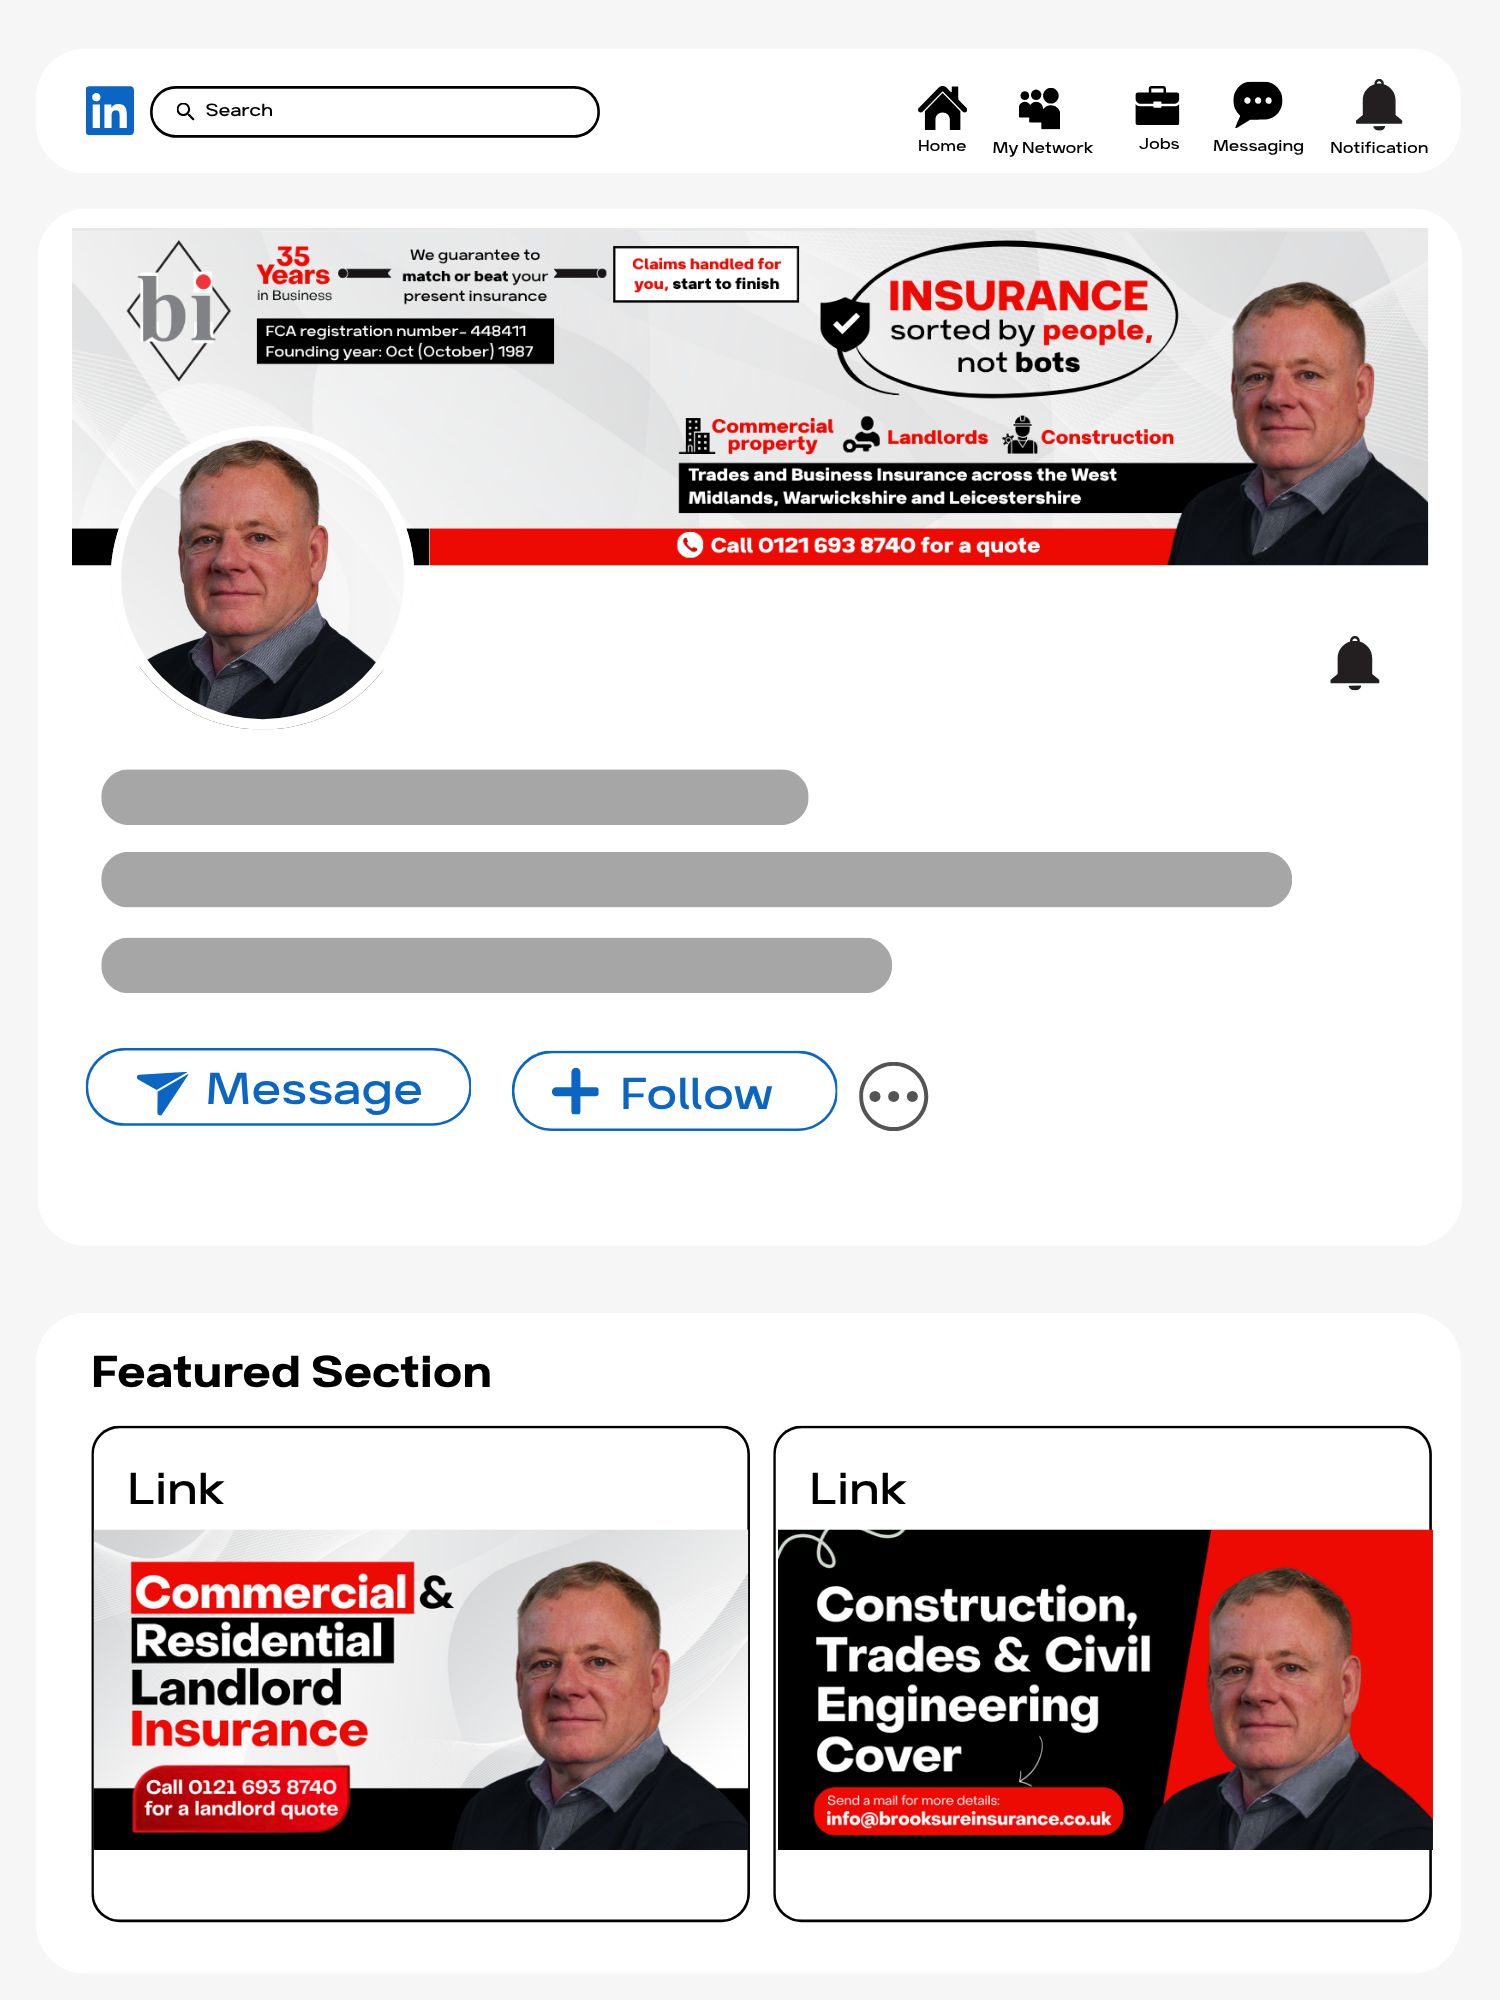 in
Search
Home
My Network
Jobs
Messaging
Notification
bi
35
Years
in Business
We guarantee to
match or beat your
present insurance
Claims handled for
you, start to finish
FCA registration number- 448411
Founding year: Oct (October) 1987
INSURANCE
sorted by people,
not bots
Commercial
property
Landlords
Construction
Trades and Business Insurance across the West
Midlands, Warwickshire and Leicestershire
Call 0121 693 8740 for a quote
Message
Follow
Featured Section
Link
Commercial &
Residential
Landlord
Insurance
Call 0121 693 8740
for a landlord quote
Link
Construction,
Trades & Civil
Engineering
Cover
Send a mail for more details:
info@brooksureinsurance.co.uk